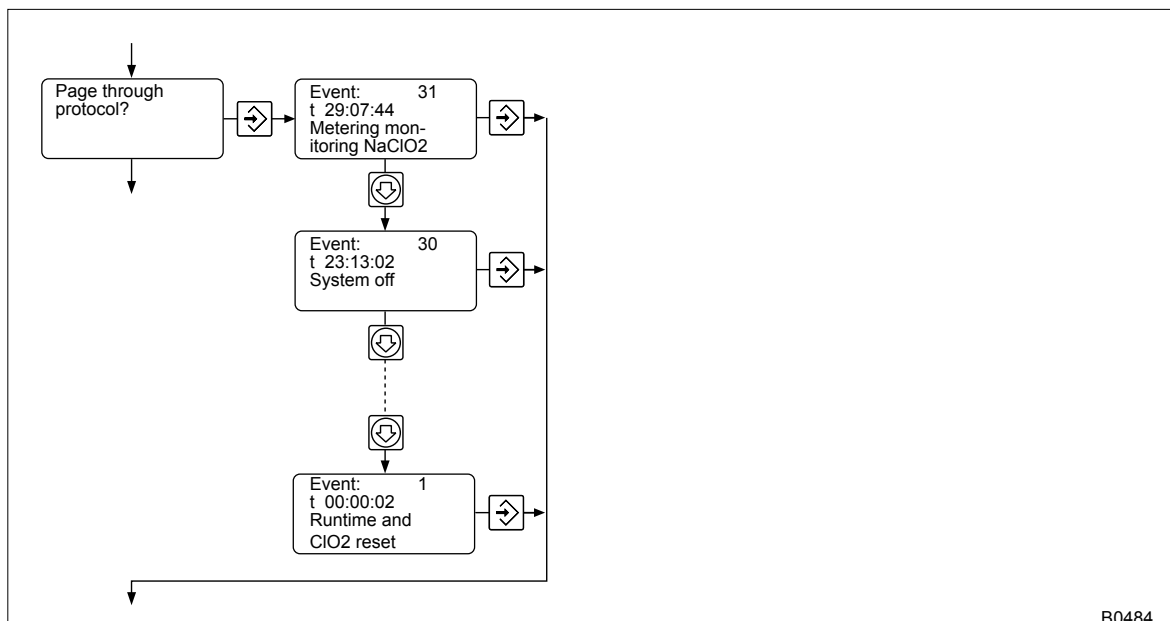 Page through
protocol?
Event: 31
t 29:07:44
Metering mon-
itoring NaClO2
Event: 30
t 23:13:02
System off
Event: 1
t 00:00:02
Runtime and
ClO2 reset
B0484